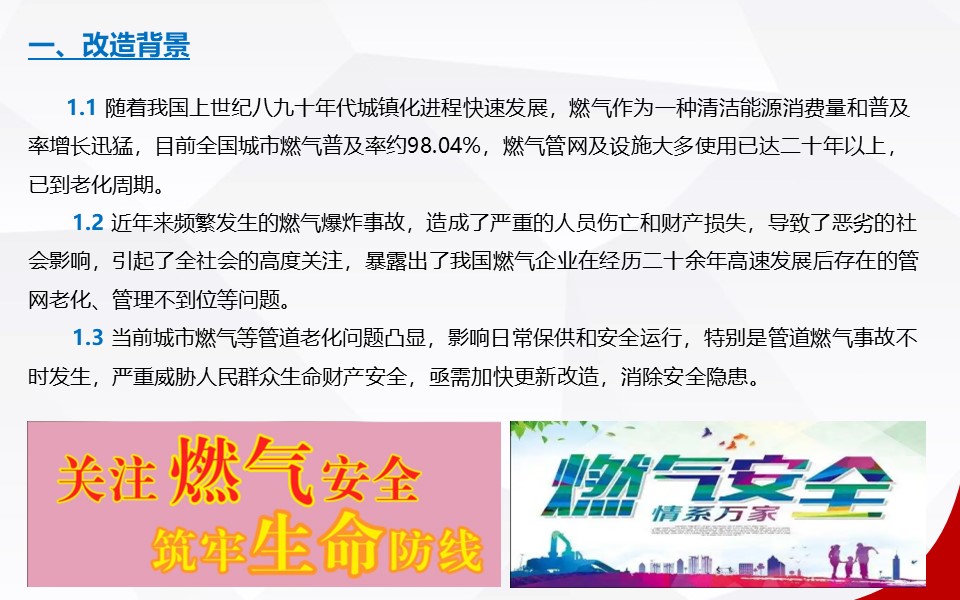 一、改造背景
1.1 随着我国上世纪八九十年代城镇化进程快速发展，燃气作为一种清洁能源消费量和普及
率增长迅猛，目前全国城市燃气普及率约98.04%，燃气管网及设施大多使用已达二十年以上，
已到老化周期。
1.2 近年来频繁发生的燃气爆炸事故，造成了严重的人员伤亡和财产损失，导致了恶劣的社
会影响，引起了全社会的高度关注，暴露出了我国燃气企业在经历二十余年高速发展后存在的管
网老化、管理不到位等问题。
1.3 当前城市燃气等管道老化问题凸显，影响日常保供和安全运行，特别是管道燃气事故不
时发生，严重威胁人民群众生命财产安全，亟需加快更新改造，消除安全隐患。
关注燃气安全
筑牢生命防线
燃气安全
情系万家